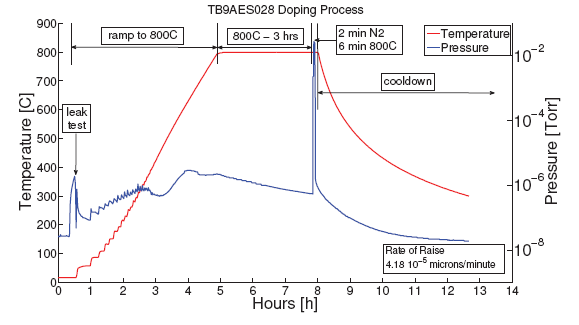 TB9AES028 Doping Process
900
800
700
600
500
400
300
200
100
0
Temperature [C]
ramp to 800C
800C − 3 hrs
2 min N2
6 min 800C
Temperature
Pressure
cooldown
leak
test
10−2
10−4
10−6
10−8
Pressure [Torr]
Rate of Raise
4.18 10−5 microns/minute
0 1 2 3 4 5 6 7 8 9 10 11 12 13 14
Hours [h]